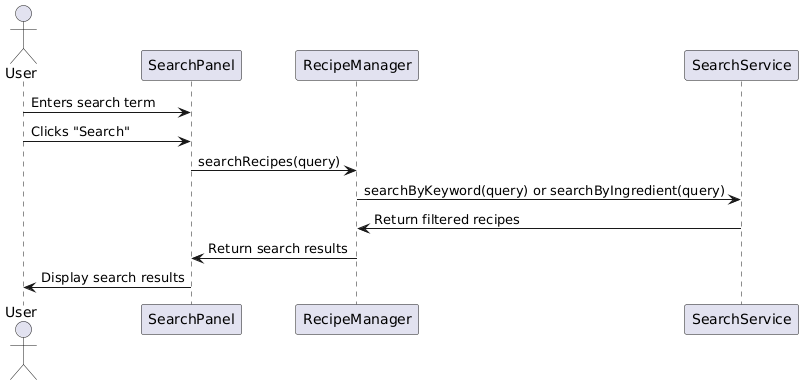 User
SearchPanel
RecipeManager
SearchService
Enters search term
Clicks "Search"
searchRecipes(query)
searchByKeyword(query) or searchByIngredient(query)
Return filtered recipes
Return search results
Display search results
User
SearchPanel
RecipeManager
SearchService